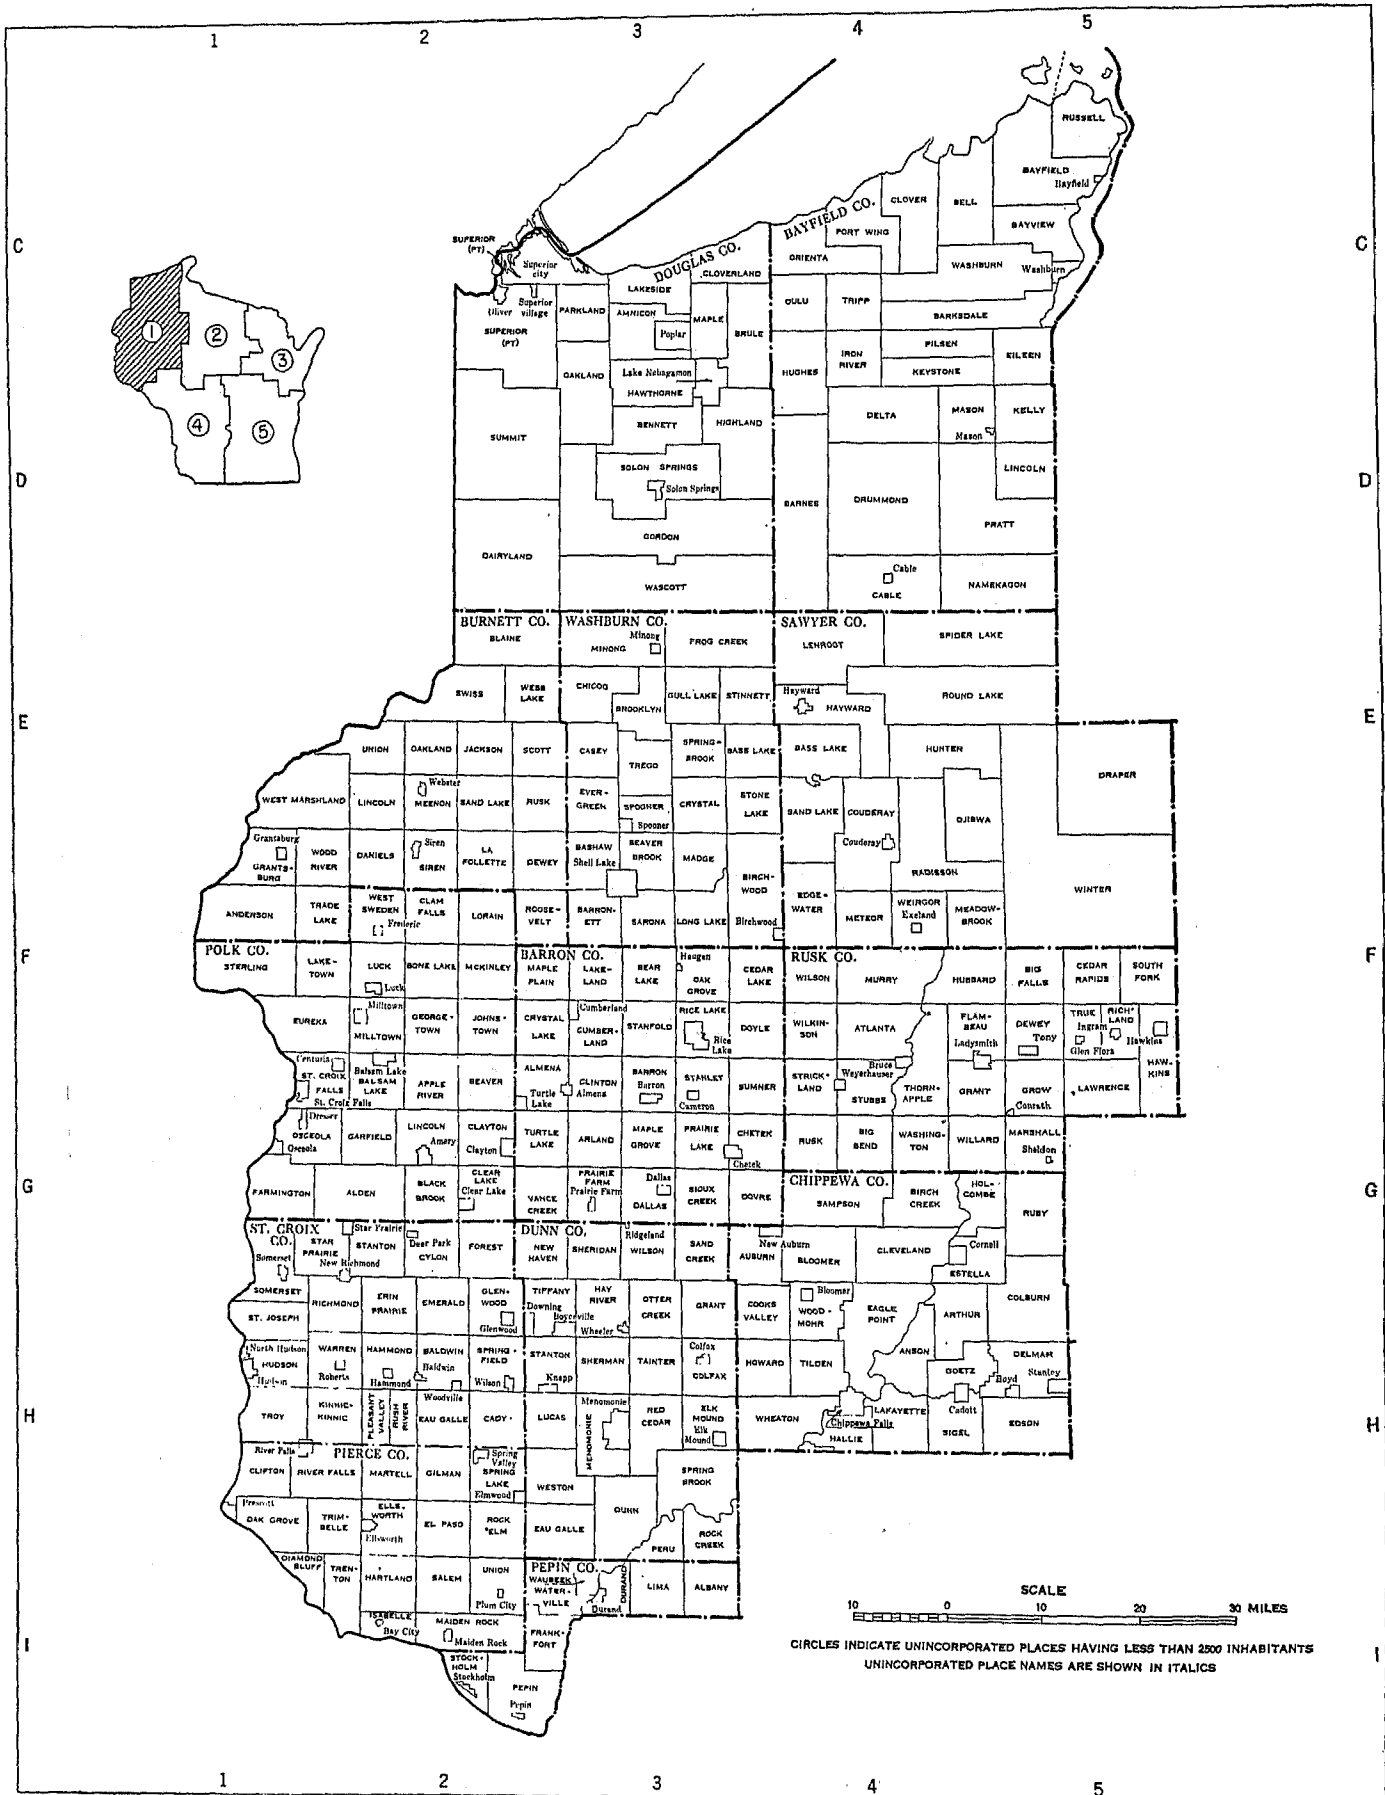 1
2
3
4
5
RUSSELL
BAYFIELD
Bayfield
CLOVER
BELL
BAYFIELD CO.
PORT WING
BAYVIEW
C
SUPERIOR
(PT)
Superior
city
DOUGLAS CO.
CLOVERLAND
ORIENTA
WASHBURN
Washburn
C
LAKESIDE
Oliver
Superior
village
PARKLAND
AMNICON
MAPLE
OULU
TRIPP
BARKSDALE
SUPERIOR
(PT)
Poplar
BRULE
PILSEN
EILEEN
IRON
RIVER
1
2
3
OAKLAND
Lake Nebagamon
HUGHES
KEYSTONE
HAWTHORNE
DELTA
MASON
KELLY
4
5
SUMMIT
BENNETT
HIGHLAND
Mason
D
SOLON SPRINGS
Solon Springs
LINCOLN
D
BARNES
DRUMMOND
PRATT
GORDON
DAIRYLAND
WASCOTT
Cable
CABLE
NAMEKAGON
BURNETT CO.
WASHBURN CO.
SAWYER CO.
BLAINE
MINONG
Minong
FROG CREEK
LENROOT
SPIDER LAKE
SWISS
WEBB
LAKE
CHICOG
BROOKLYN
GULL LAKE
STINNETT
Hayward
HAYWARD
ROUND LAKE
E
E
UNION
OAKLAND
JACKSON
SCOTT
CASEY
TREGO
SPRING-
BROOK
BASS LAKE
BASS LAKE
HUNTER
DRAPER
WEST MARSHLAND
LINCOLN
Webster
MEENON
SAND LAKE
RUSK
EVER-
GREEN
SPOONER
Spooner
CRYSTAL
STONE
LAKE
SAND LAKE
COUDERAY
Couderay
OJIBWA
Grantsburg
GRANTS-
BURG
WOOD
RIVER
DANIELS
Siren
SIREN
LA
FOLLETTE
DEWEY
BASHAW
Shell Lake
BEAVER
BROOK
MADGE
BIRCH-
WOOD
Birchwood
RADISSON
WINTER
ANDERSON
TRADE
LAKE
WEST
SWEDEN
Frederic
CLAM
FALLS
LORAIN
ROOSE-
VELT
BARRON-
ETT
SARONA
LONG LAKE
EDGE-
WATER
METEOR
WEIRGOR
Exeland
MEADOW-
BROOK
POLK CO.
BARRON CO.
RUSK CO.
F
F
STERLING
LAKE-
TOWN
LUCK
Luck
BONE LAKE
MCKINLEY
MAPLE
PLAIN
LAKE-
LAND
BEAR
LAKE
Haugen
OAK
GROVE
CEDAR
LAKE
WILSON
MURRY
HUBBARD
BIG
FALLS
CEDAR
RAPIDS
SOUTH
FORK
EUREKA
Milltown
MILLTOWN
GEORGE-
TOWN
JOHNS-
TOWN
CRYSTAL
LAKE
Cumberland
CUMBER-
LAND
STANFOLD
RICE LAKE
Rice
Lake
DOYLE
WILKIN-
SON
ATLANTA
FLAM-
BEAU
Ladysmith
DEWEY
Tony
TRUE
Ingram
Glen Flora
RICH-
LAND
Hawkins
HAW-
KINS
Centuria
ST. CROIX
FALLS
St. Croix Falls
Balsam Lake
BALSAM
LAKE
APPLE
RIVER
BEAVER
ALMENA
Turtle
Lake
CLINTON
Almena
BARRON
Barron
STANLEY
Cameron
SUMNER
STRICK-
LAND
Bruce
Weyerhauser
STUBBS
THORN-
APPLE
GRANT
GROW
Conrath
LAWRENCE
Dresser
OSCEOLA
Osceola
GARFIELD
LINCOLN
Amery
CLAYTON
Clayton
TURTLE
LAKE
ARLAND
MAPLE
GROVE
PRAIRIE
LAKE
CHETEK
Chetek
RUSK
BIG
BEND
WASHING-
TON
WILLARD
MARSHALL
Sheldon
G
G
FARMINGTON
ALDEN
BLACK
BROOK
CLEAR
LAKE
Clear Lake
VANCE
CREEK
PRAIRIE
FARM
Prairie Farm
Dallas
DALLAS
SIOUX
CREEK
DOVRE
CHIPPEWA CO.
SAMPSON
BIRCH
CREEK
HOL-
COMBE
RUBY
ST. CROIX
CO.
Somerset
STAR
PRAIRIE
Star Prairie
New Richmond
STANTON
Deer Park
CYLON
FOREST
DUNN CO.
NEW
HAVEN
SHERIDAN
Ridgeland
WILSON
SAND
CREEK
New Auburn
AUBURN
BLOOMER
CLEVELAND
Cornell
ESTELLA
SOMERSET
ST. JOSEPH
RICHMOND
ERIN
PRAIRIE
EMERALD
GLEN-
WOOD
Glenwood
TIFFANY
Downing
Boyceville
HAY
RIVER
Wheeler
OTTER
CREEK
GRANT
COOKS
VALLEY
Bloomer
WOOD-
MOHR
EAGLE
POINT
ARTHUR
COLBURN
North Hudson
HUDSON
Hudson
WARREN
Roberts
HAMMOND
Hammond
BALDWIN
Baldwin
Woodville
SPRING-
FIELD
Wilson
STANTON
Knapp
SHERMAN
TAINTER
Colfax
COLFAX
HOWARD
TILDEN
ANSON
GOETZ
DELMAR
Stanley
Boyd
Cadott
H
H
TROY
KINNIC-
KINNIC
PLEASANT
VALLEY
RUSH
RIVER
EAU GALLE
CADY
LUCAS
MENOMONIE
Menomonie
RED
CEDAR
ELK
MOUND
Elk
Mound
WHEATON
Chippewa Falls
HALLIE
LAFAYETTE
SIGEL
EDSON
River Falls
PIERCE CO.
CLIFTON
RIVER FALLS
MARTELL
GILMAN
Spring
Valley
SPRING
LAKE
Elmwood
WESTON
DUNN
SPRING
BROOK
Prescott
OAK GROVE
TRIM-
BELLE
ELLS-
WORTH
Ellsworth
EL PASO
ROCK
ELM
EAU GALLE
PERU
ROCK
CREEK
DIAMOND
BLUFF
TREN-
TON
HARTLAND
SALEM
UNION
Plum City
PEPIN CO.
WAUBEEK
WATER-
VILLE
DURAND
Durand
LIMA
ALBANY
ISABELLE
Bay City
MAIDEN ROCK
Maiden Rock
FRANK-
FORT
I
I
STOCK-
HOLM
Stockholm
PEPIN
Pepin
SCALE
10 0 10 20 30 MILES
CIRCLES INDICATE UNINCORPORATED PLACES HAVING LESS THAN 2500 INHABITANTS
UNINCORPORATED PLACE NAMES ARE SHOWN IN ITALICS
1
2
3
4
5